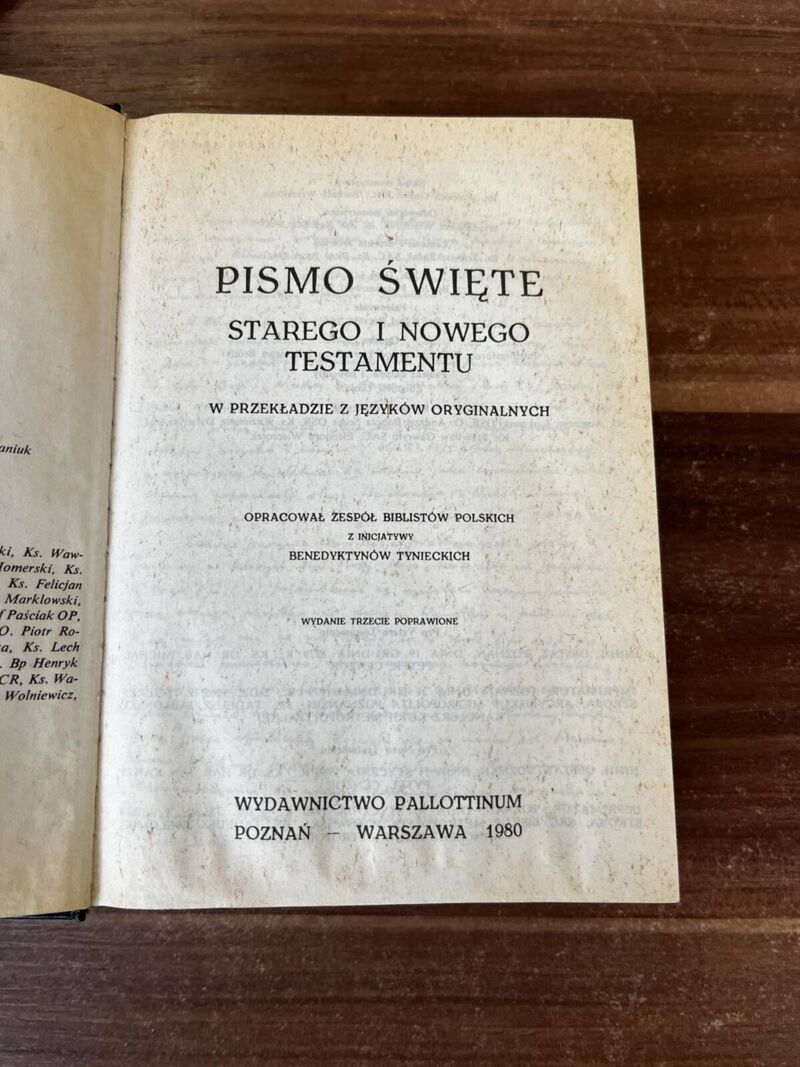 aniuk
ki, Ks. Waw-
Homerski, Ks.
Ks. Felicjan
Marklowski,
f Paściak OP,
O. Piotr Ro-
ta, Ks. Lech
. Bp Henryk
CR, Ks. Wa-
Wolniewicz,
PISMO ŚWIĘTE
STAREGO I NOWEGO
TESTAMENTU
W PRZEKŁADZIE Z JĘZYKÓW ORYGINALNYCH
OPRACOWAŁ ZESPÓŁ BIBLISTÓW POLSKICH
Z INICJATYWY
BENEDYKTYNÓW TYNIECKICH
WYDANIE TRZECIE POPRAWIONE
WYDAWNICTWO PALLOTTINUM
POZNAŃ — WARSZAWA 1980